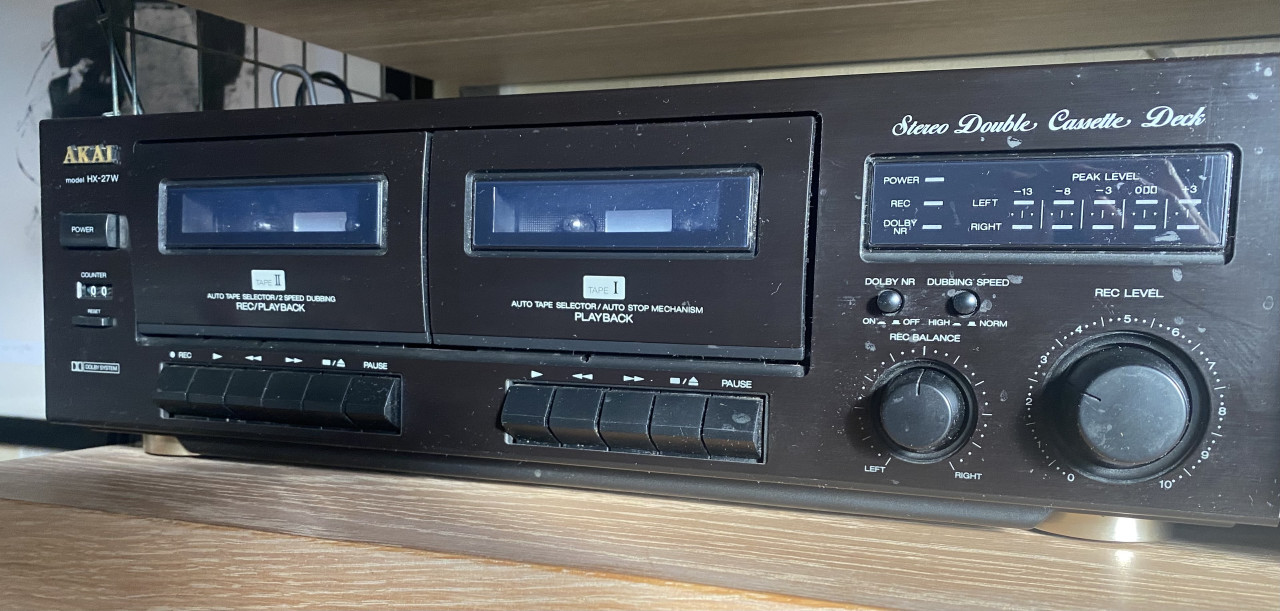 AKAI
model HX-27W
POWER
COUNTER
00
RESET
DOLBY SYSTEM
TAPE II
AUTO TAPE SELECTOR/2 SPEED DUBBING
REC/PLAYBACK
TAPE I
AUTO TAPE SELECTOR/AUTO STOP MECHANISM
PLAYBACK
REC
PAUSE
PAUSE
Stereo Double Cassette Deck
POWER
PEAK LEVEL
-13 -8 -3 0 +3
REC
LEFT
DOLBY NR
RIGHT
DOLBY NR DUBBING SPEED
ON OFF HIGH NORM
REC BALANCE
LEFT RIGHT
REC LEVEL
0 2 3 4 5 6 7 8 9 10